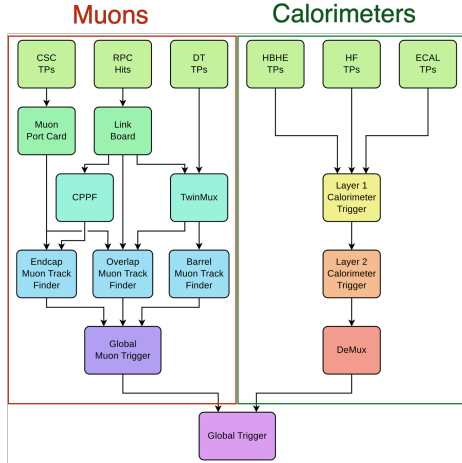 Muons
Calorimeters
CSC
TPs
RPC
Hits
DT
TPs
HBHE
TPs
HF
TPs
ECAL
TPs
Muon
Port Card
Link
Board
CPPF
TwinMux
Layer 1
Calorimeter
Trigger
Endcap
Muon Track
Finder
Overlap
Muon Track
Finder
Barrel
Muon Track
Finder
Layer 2
Calorimeter
Trigger
Global
Muon Trigger
DeMux
Global Trigger